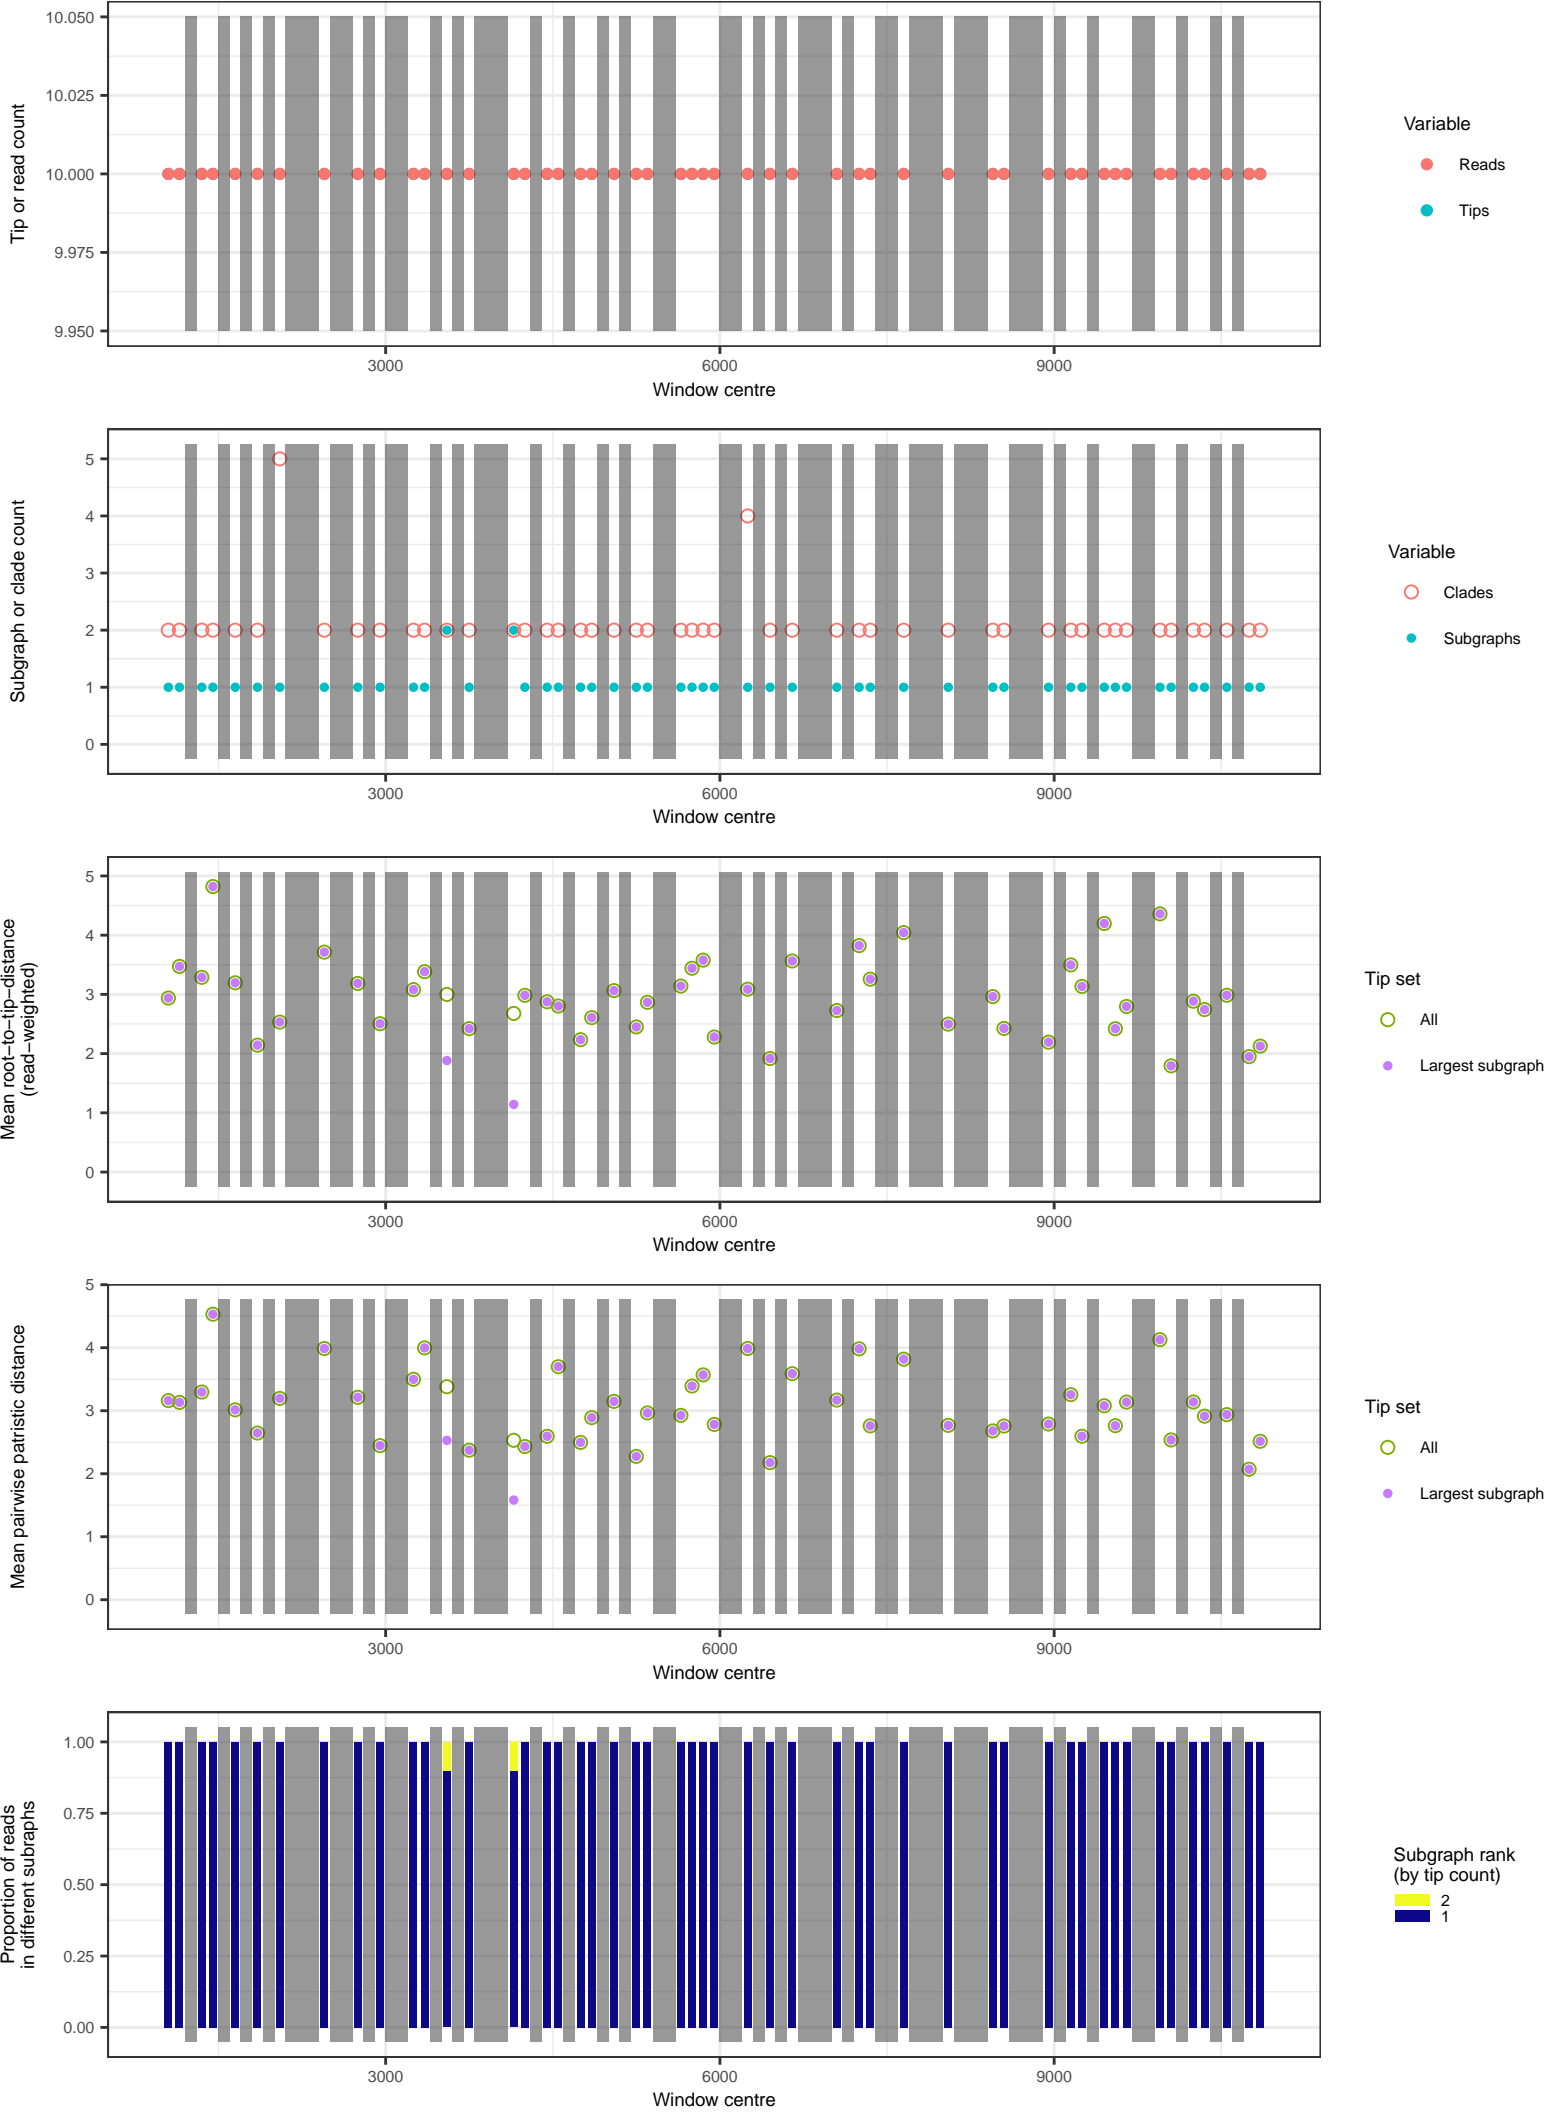 10.050
10.025
10.000
9.975
9.950
Tip or read count
3000 6000 9000
Window centre
Variable
Reads
Tips
5
4
3
2
1
0
Subgraph or clade count
3000 6000 9000
Window centre
Variable
Clades
Subgraphs
5
4
3
2
1
0
Mean root−to−tip−distance
(read−weighted)
3000 6000 9000
Window centre
Tip set
All
Largest subgraph
5
4
3
2
1
0
Mean pairwise patristic distance
3000 6000 9000
Window centre
Tip set
All
Largest subgraph
1.00
0.75
0.50
0.25
0.00
Proportion of reads
in different subraphs
3000 6000 9000
Window centre
Subgraph rank
(by tip count)
2
1